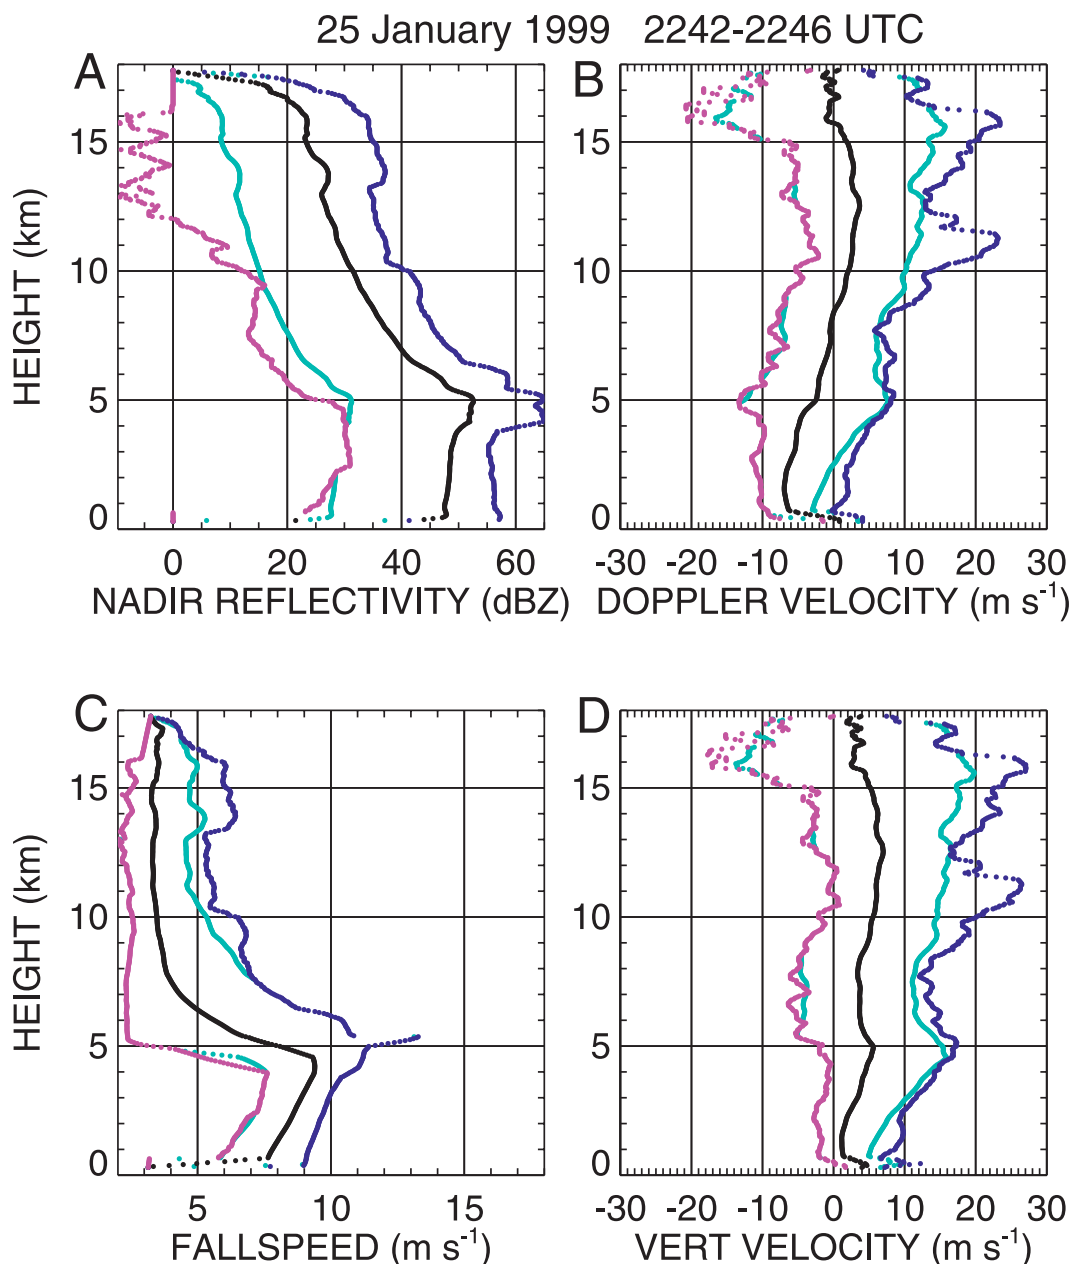 25 January 1999 2242-2246 UTC
A
B
HEIGHT (km)
15
10
5
0
15
10
5
0
0 20 40 60
-30 -20 -10 0 10 20 30
NADIR REFLECTIVITY (dBZ)
DOPPLER VELOCITY (m s⁻¹)
C
D
HEIGHT (km)
15
10
5
0
15
10
5
0
5 10 15
-30 -20 -10 0 10 20 30
FALLSPEED (m s⁻¹)
VERT VELOCITY (m s⁻¹)